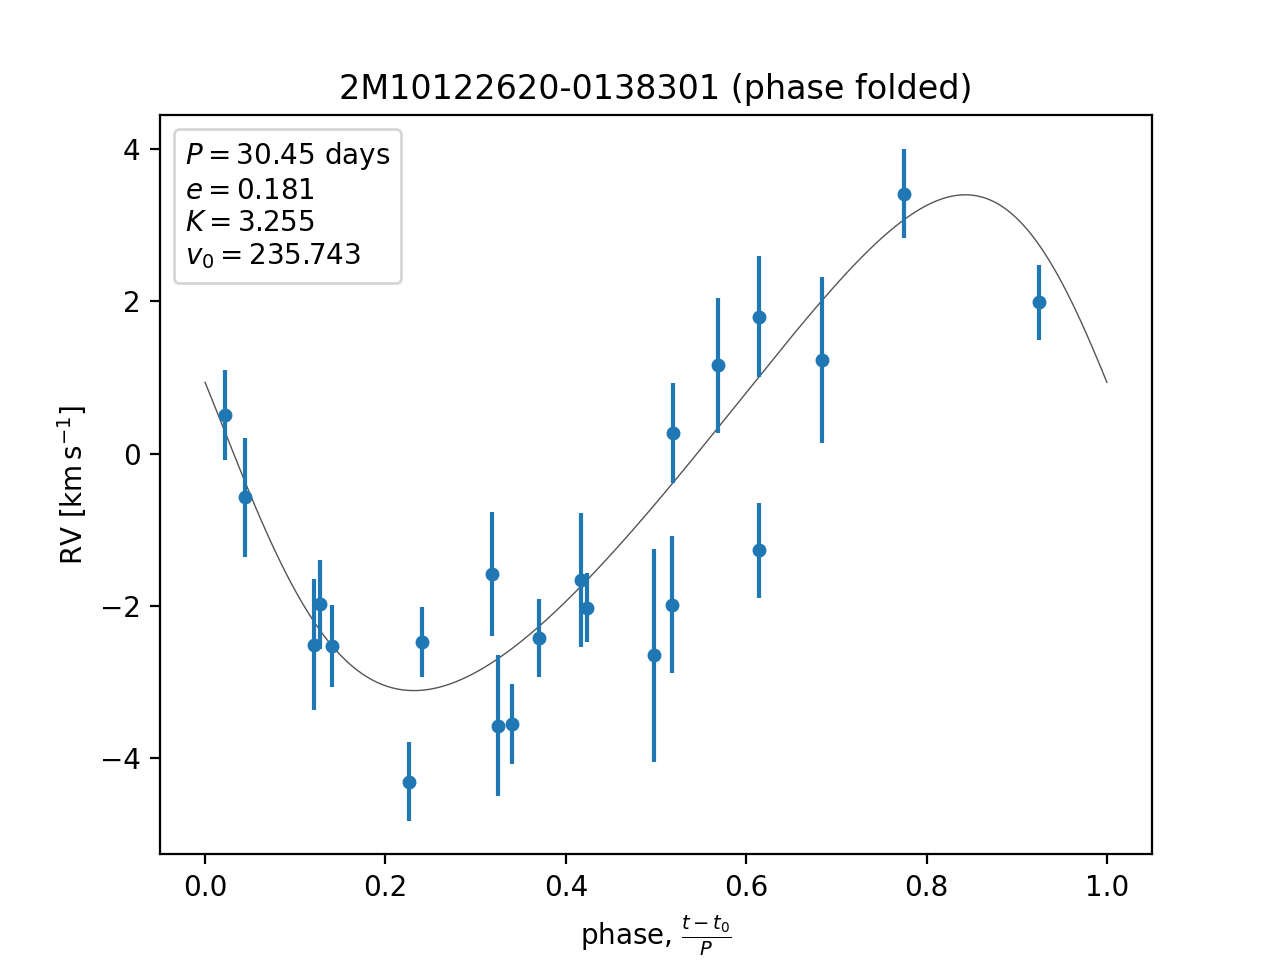 2M10122620-0138301 (phase folded)
P = 30.45 days
e = 0.181
K = 3.255
v₀ = 235.743
4
2
0
−2
−4
RV [km s⁻¹]
0.0 0.2 0.4 0.6 0.8 1.0
phase, (t − t₀)/P